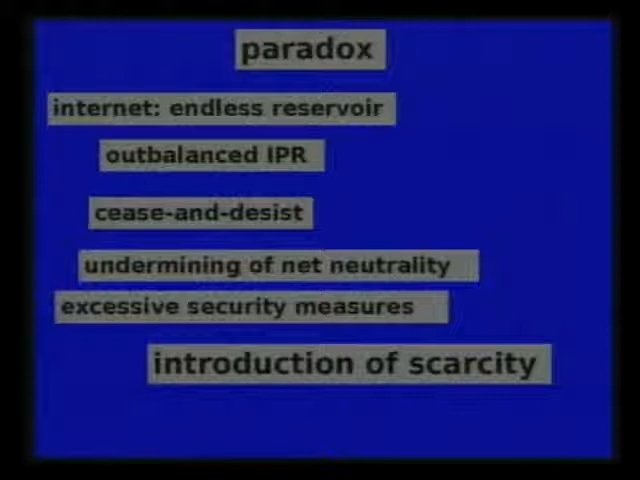 paradox
internet: endless reservoir
outbalanced IPR
cease-and-desist
undermining of net neutrality
excessive security measures
introduction of scarcity